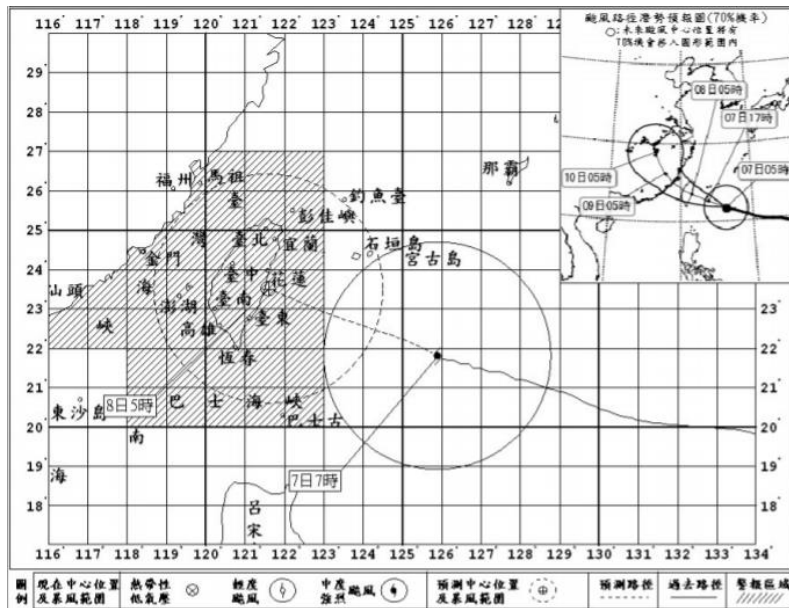 116° 117° 118° 119° 120° 121° 122° 123° 124° 125° 126° 127° 128°
颱風路徑潛勢預報圖(70%機率)
○:未來颱風中心位置將有
70%機會落入圓形範圍內
08日05時
07日17時
07日05時
10日05時
09日05時
29°
28°
27°
26°
25°
24°
23°
22°
21°
20°
19°
18°
福州
馬祖
臺
灣
海
峽
釣魚臺
彭佳嶼
那霸
臺北
宜蘭
石垣島
宮古島
金門
臺中
花蓮
汕頭
澎湖
臺南
高雄
臺東
恆春
8日5時
東沙島
巴士海峽
巴士古
南
海
7日7時
呂
宋
23°
22°
21°
20°
19°
18°
116° 117° 118° 119° 120° 121° 122° 123° 124° 125° 126° 127° 128° 129° 130° 131° 132° 133° 134°
圖例
現在中心位置及暴風範圍
熱帶性低氣壓
輕度颱風
中度強烈颱風
預測中心位置及暴風範圍
預測路徑
過去路徑
警報區域